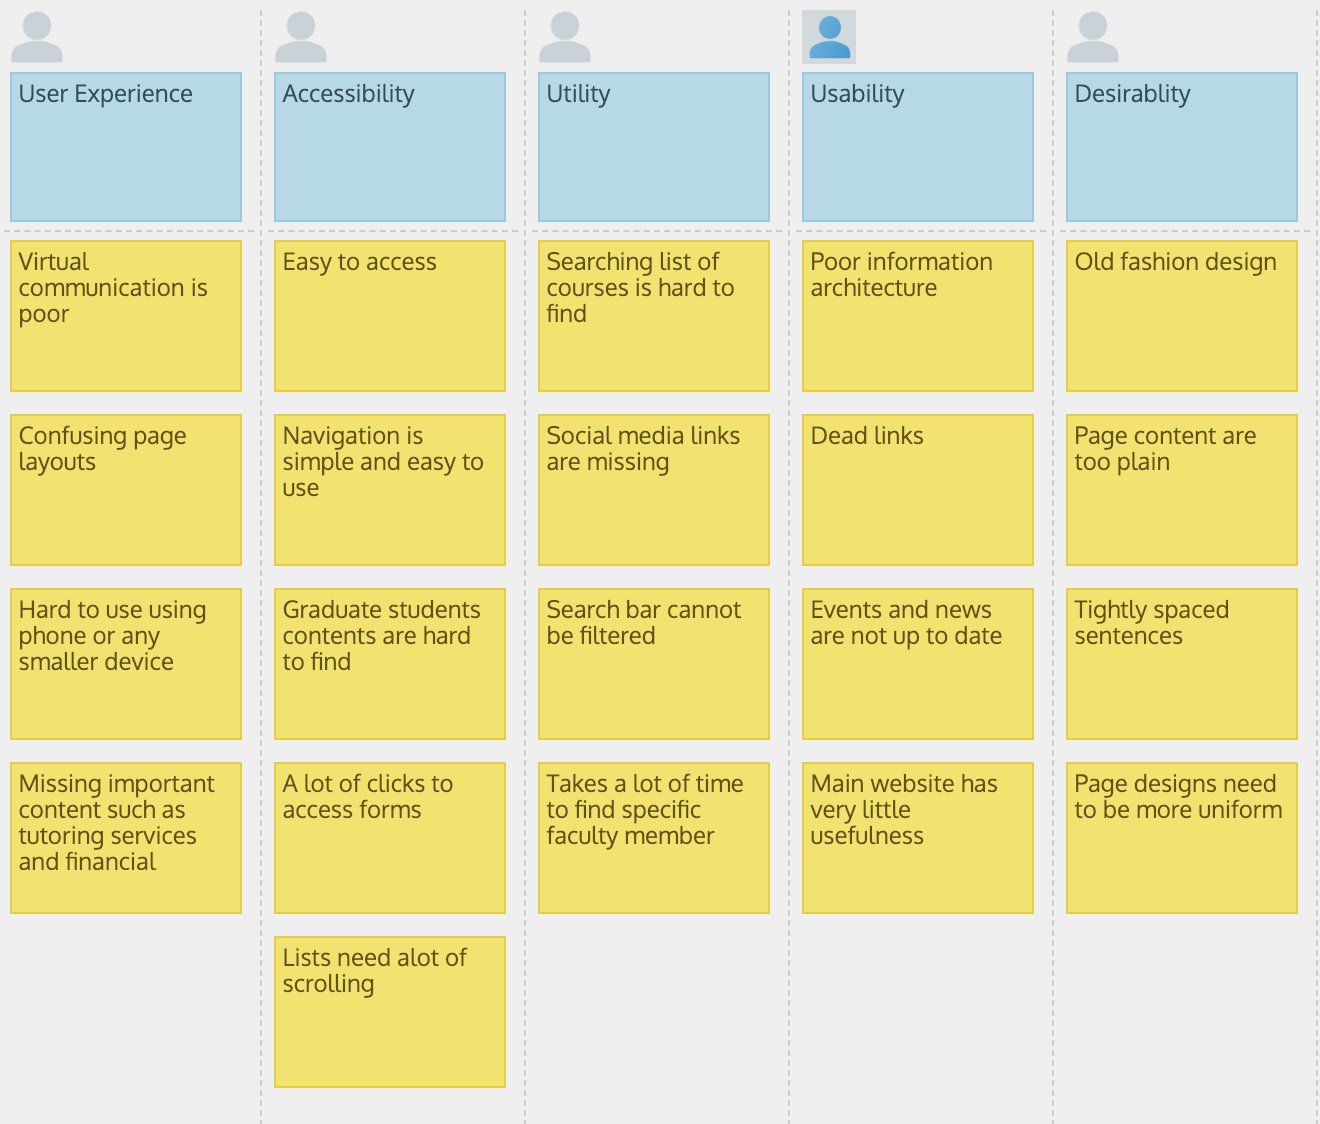 User Experience
Accessibility
Utility
Usability
Desirablity
Virtual
communication is
poor
Easy to access
Searching list of
courses is hard to
find
Poor information
architecture
Old fashion design
Confusing page
layouts
Navigation is
simple and easy to
use
Social media links
are missing
Dead links
Page content are
too plain
Hard to use using
phone or any
smaller device
Graduate students
contents are hard
to find
Search bar cannot
be filtered
Events and news
are not up to date
Tightly spaced
sentences
Missing important
content such as
tutoring services
and financial
A lot of clicks to
access forms
Takes a lot of time
to find specific
faculty member
Main website has
very little
usefulness
Page designs need
to be more uniform
Lists need alot of
scrolling